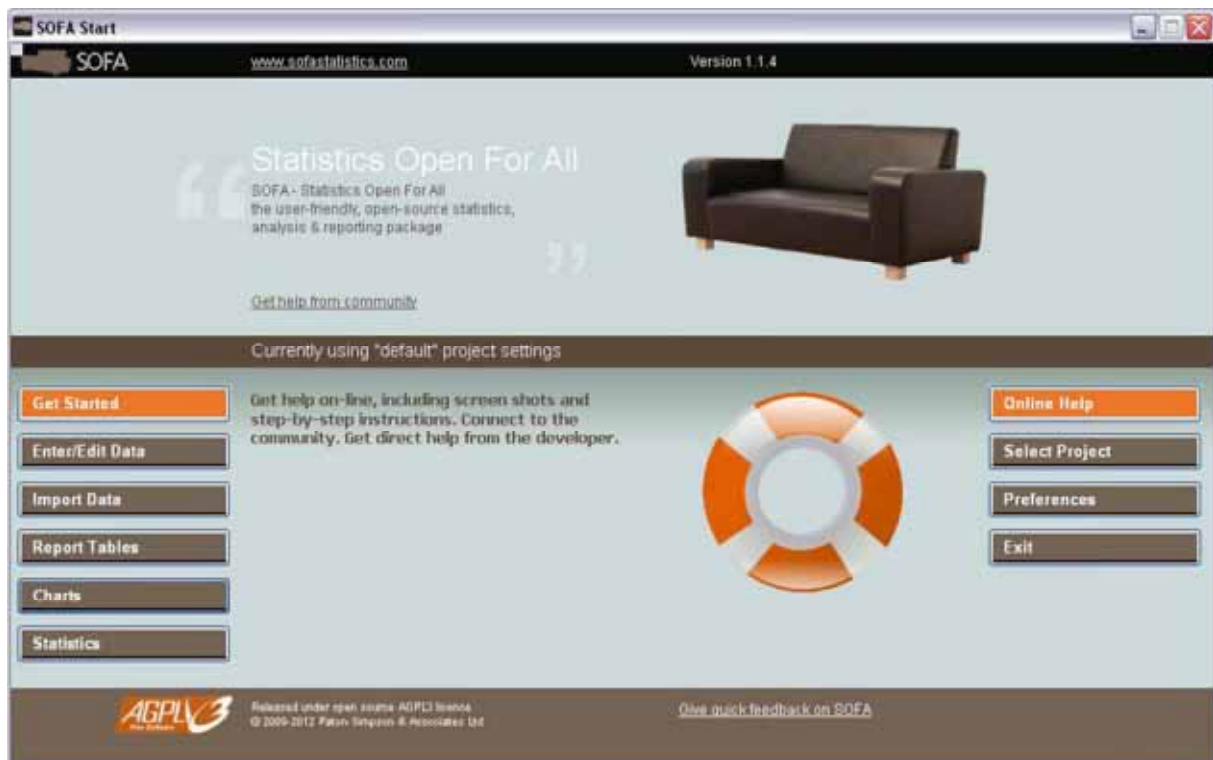 SOFA Start
SOFA
www.sofastatistics.com
Version 1.1.4
Statistics Open For All
SOFA - Statistics Open For All
the user-friendly, open-source statistics,
analysis & reporting package
Get help from community
Currently using "default" project settings
Get Started
Enter/Edit Data
Import Data
Report Tables
Charts
Statistics
Get help on-line, including screen shots and
step-by-step instructions. Connect to the
community. Get direct help from the developer.
Online Help
Select Project
Preferences
Exit
AGPLV3
Free Software
Released under open source AGPL3 licence
© 2009-2012 Paton-Simpson & Associates Ltd
Give quick feedback on SOFA